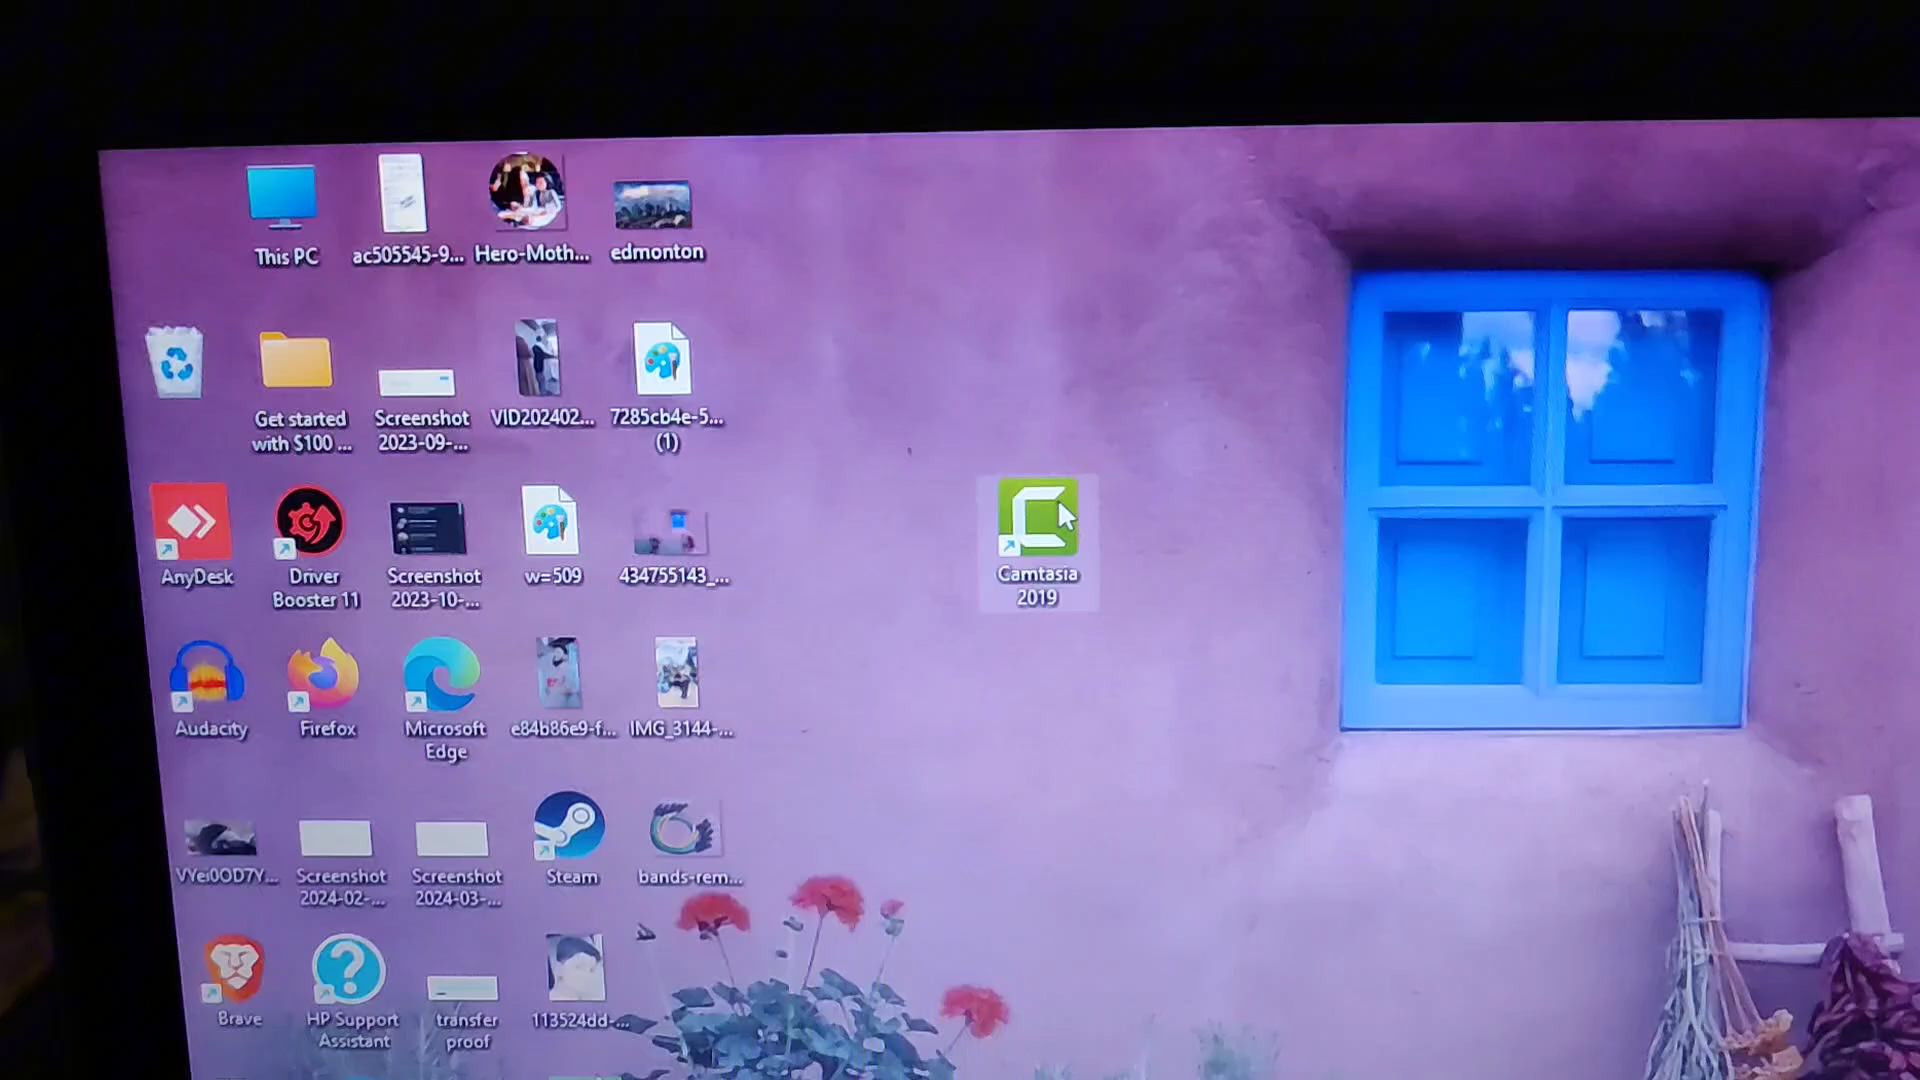 This PC
ac505545-9...
Hero-Moth...
edmonton
Get started
with $100 ...
Screenshot
2023-09-...
VID202402...
7285cb4e-5...
(1)
AnyDesk
Driver
Booster 11
Screenshot
2023-10-...
w=509
434755143_...
Camtasia
2019
Audacity
Firefox
Microsoft
Edge
e84b86e9-f...
IMG_3144-...
VYei0OD7Y...
Screenshot
2024-02-...
Screenshot
2024-03-...
Steam
bands-rem...
Brave
HP Support
Assistant
transfer
proof
113524dd-...